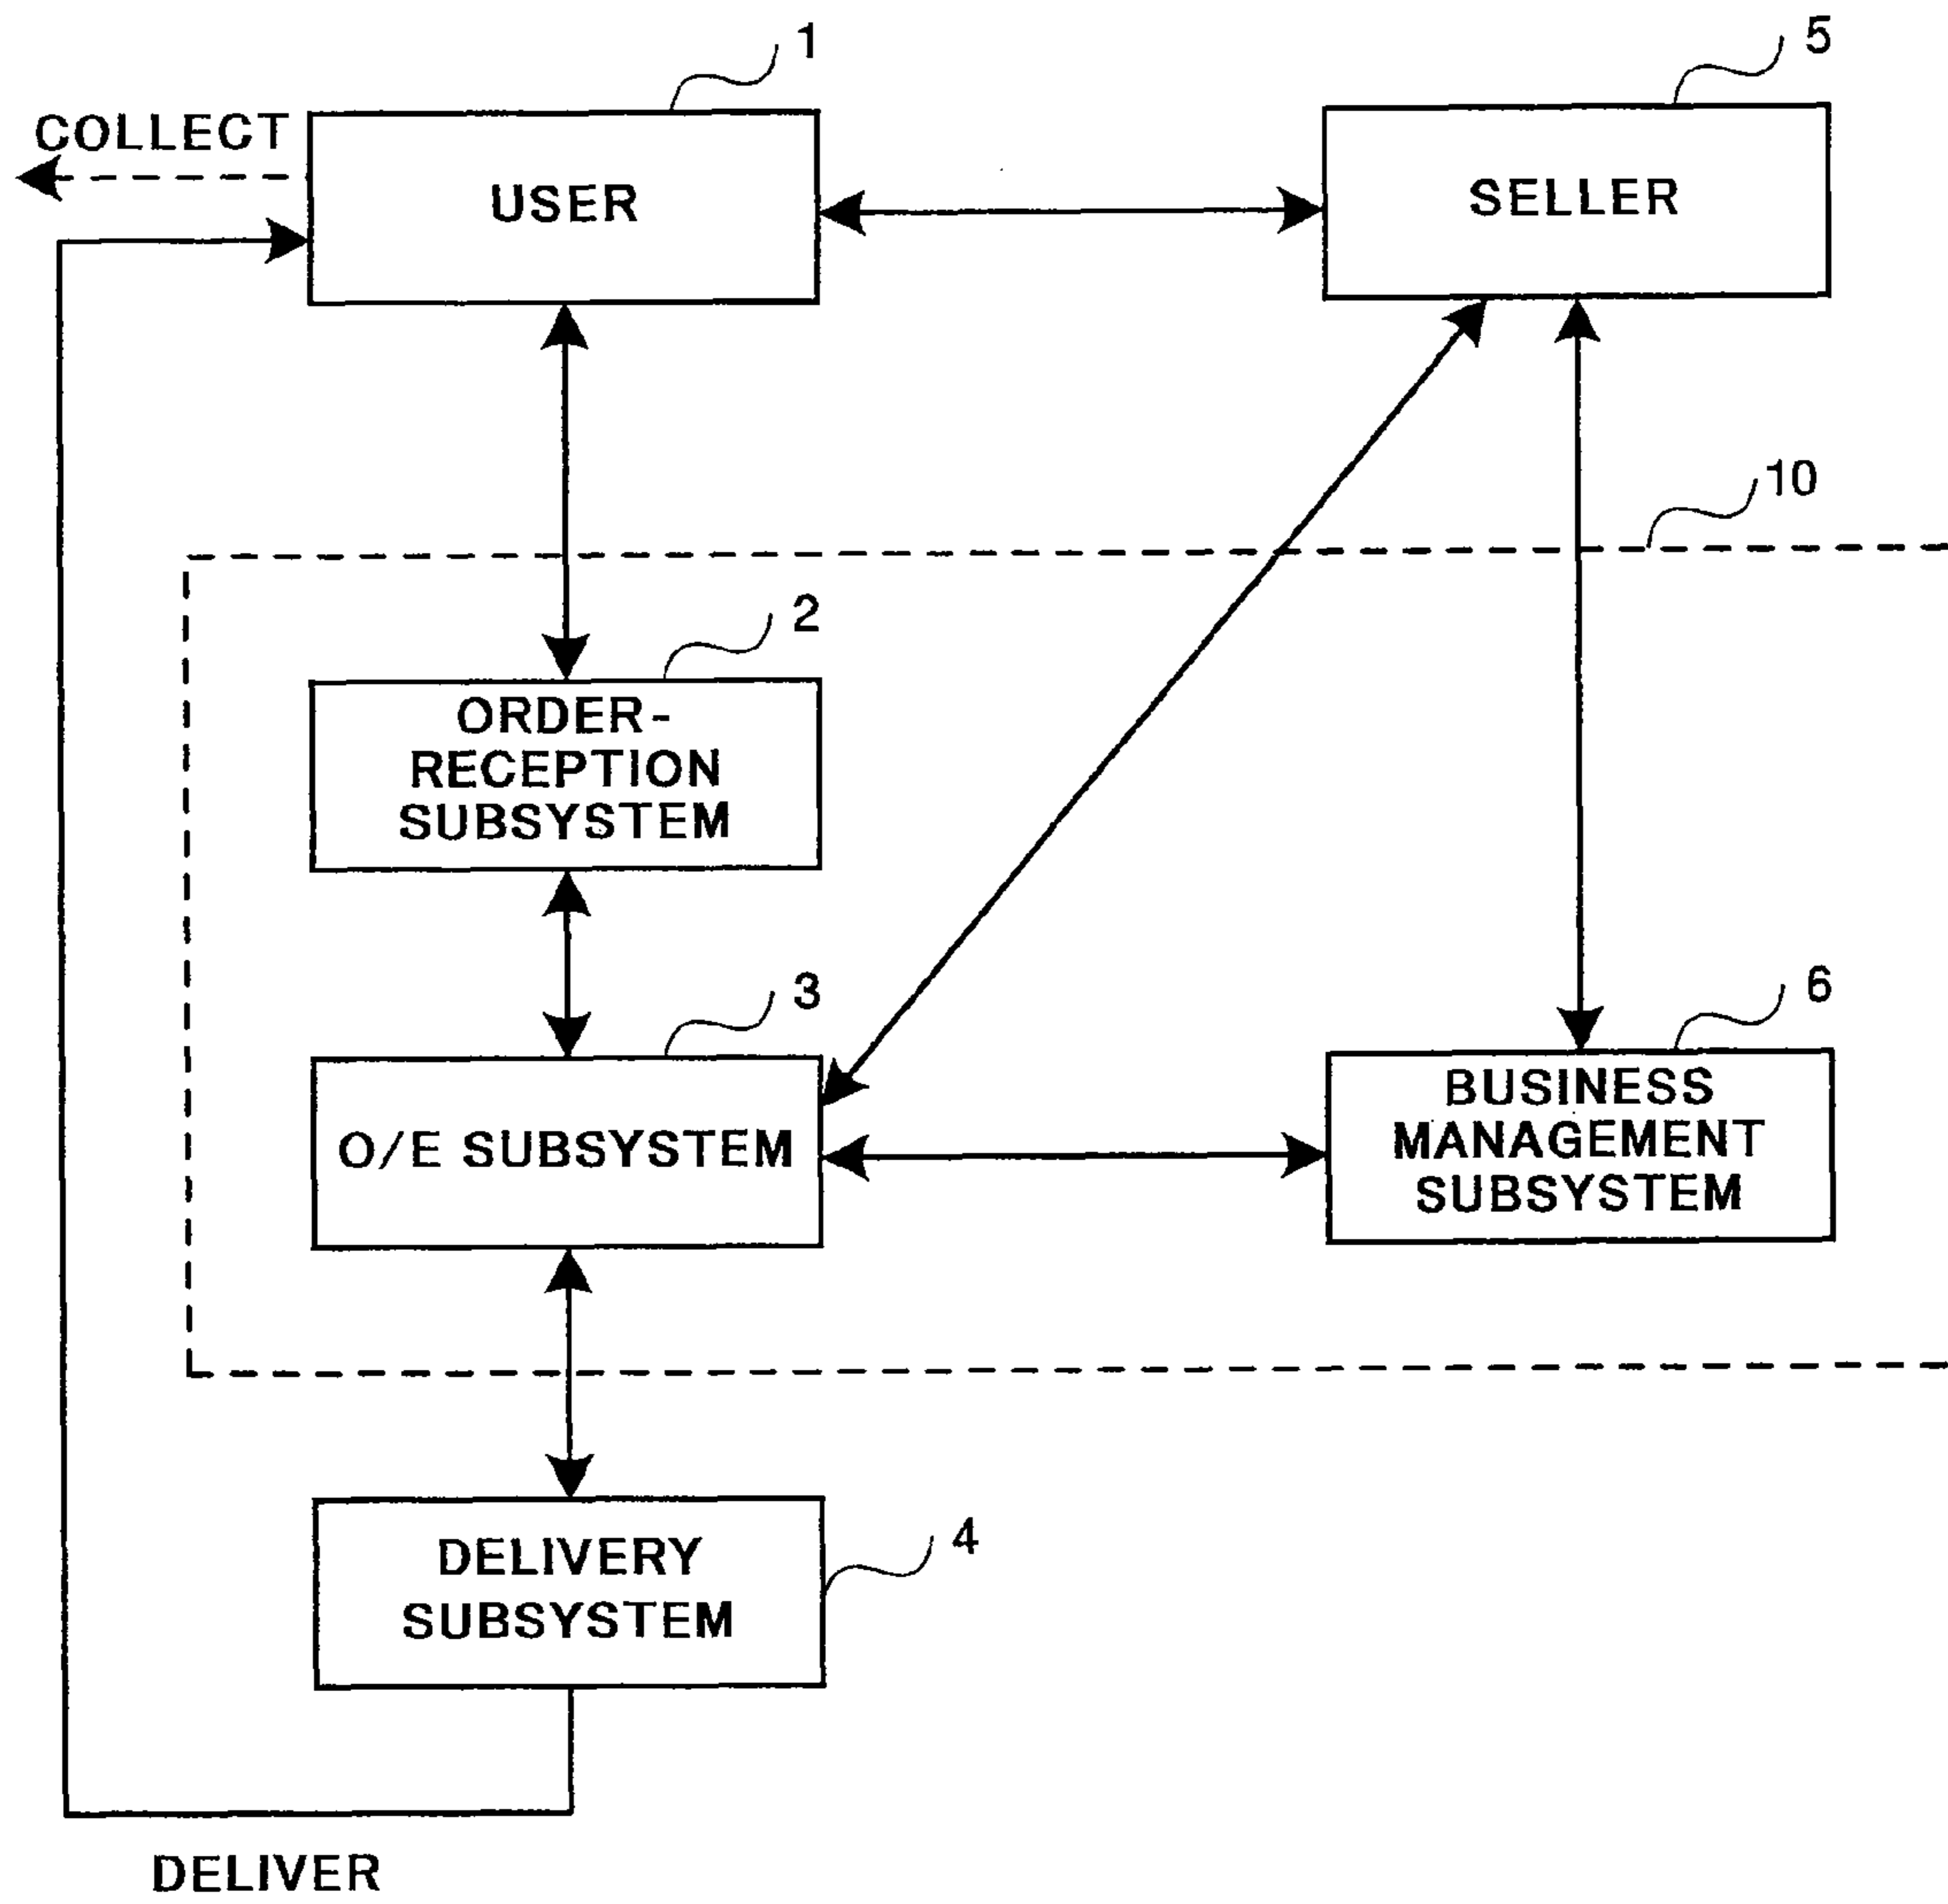 1
5
COLLECT
USER
SELLER
10
2
ORDER-
RECEPTION
SUBSYSTEM
3
6
O/E SUBSYSTEM
BUSINESS
MANAGEMENT
SUBSYSTEM
4
DELIVERY
SUBSYSTEM
DELIVER